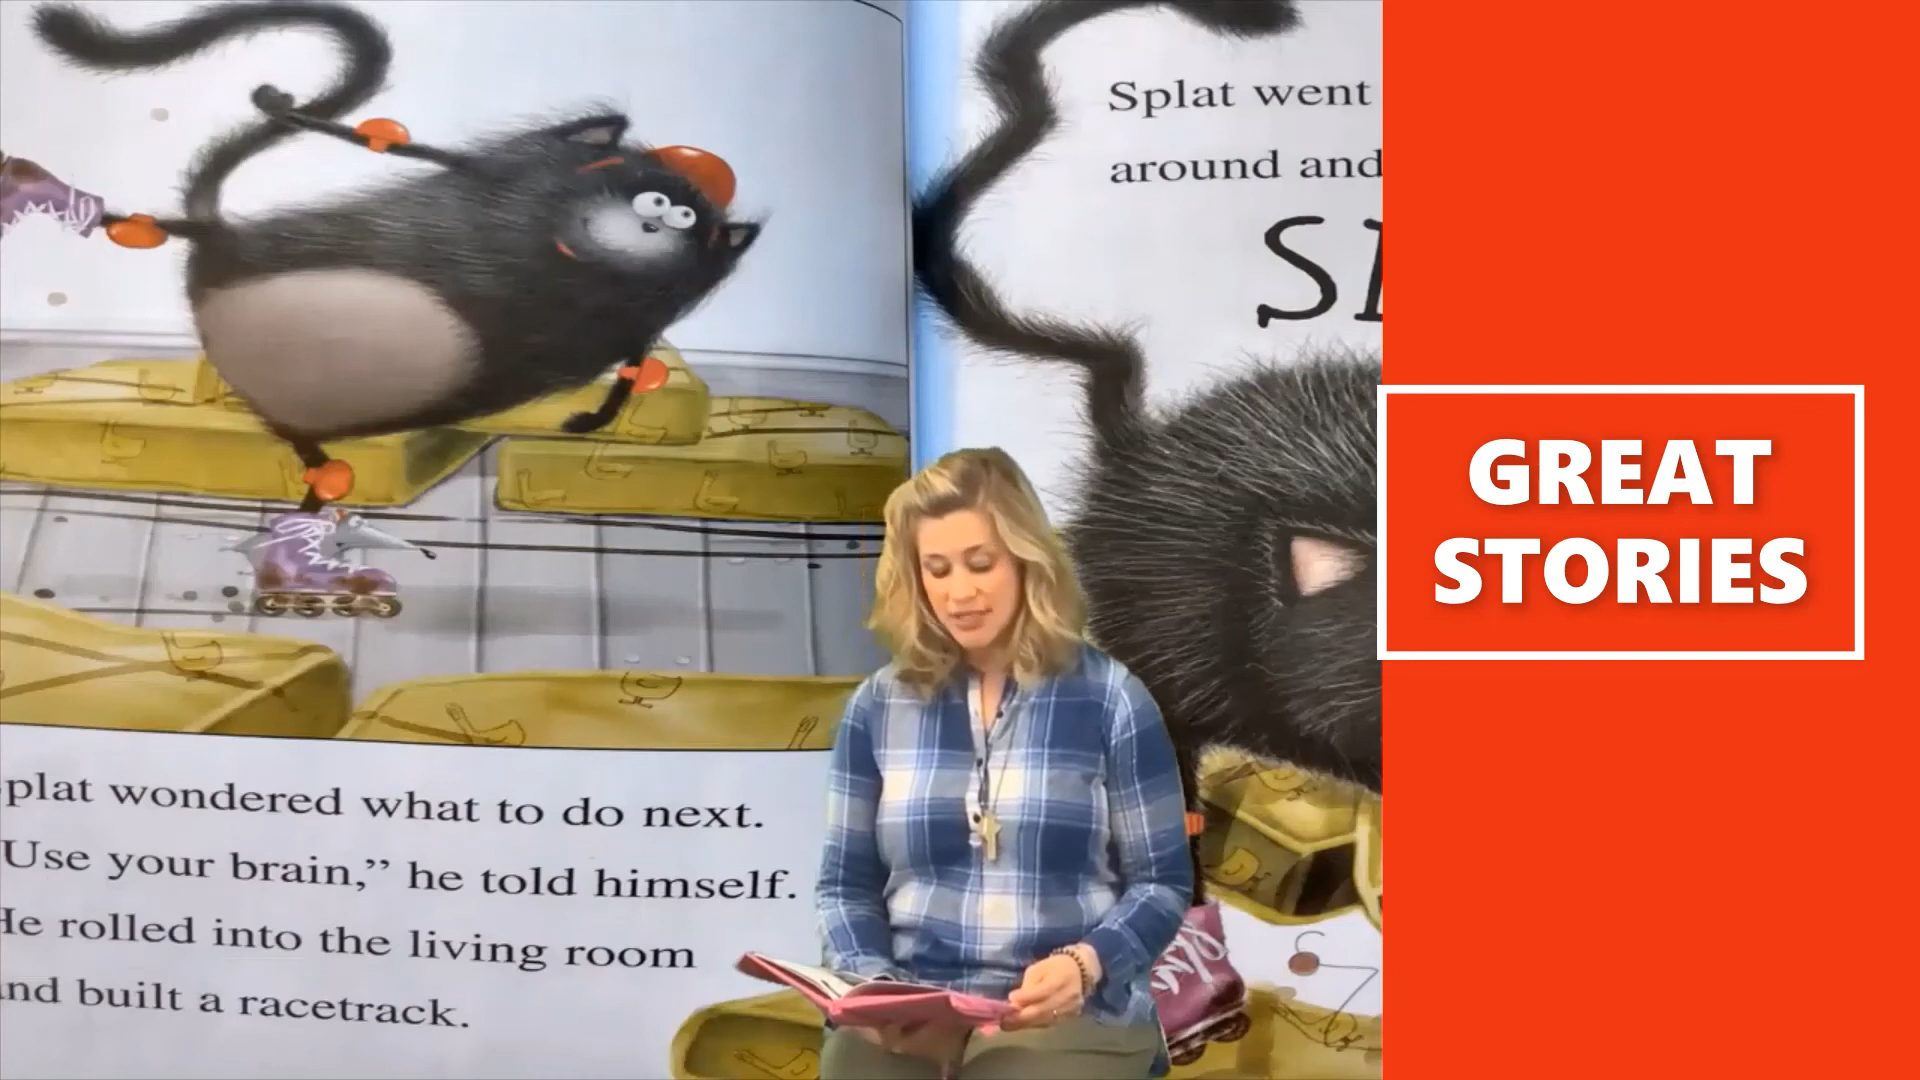 plat wondered what to do next.
Use your brain,” he told himself.
He rolled into the living room
nd built a racetrack.
Splat went
around and
GREAT
STORIES